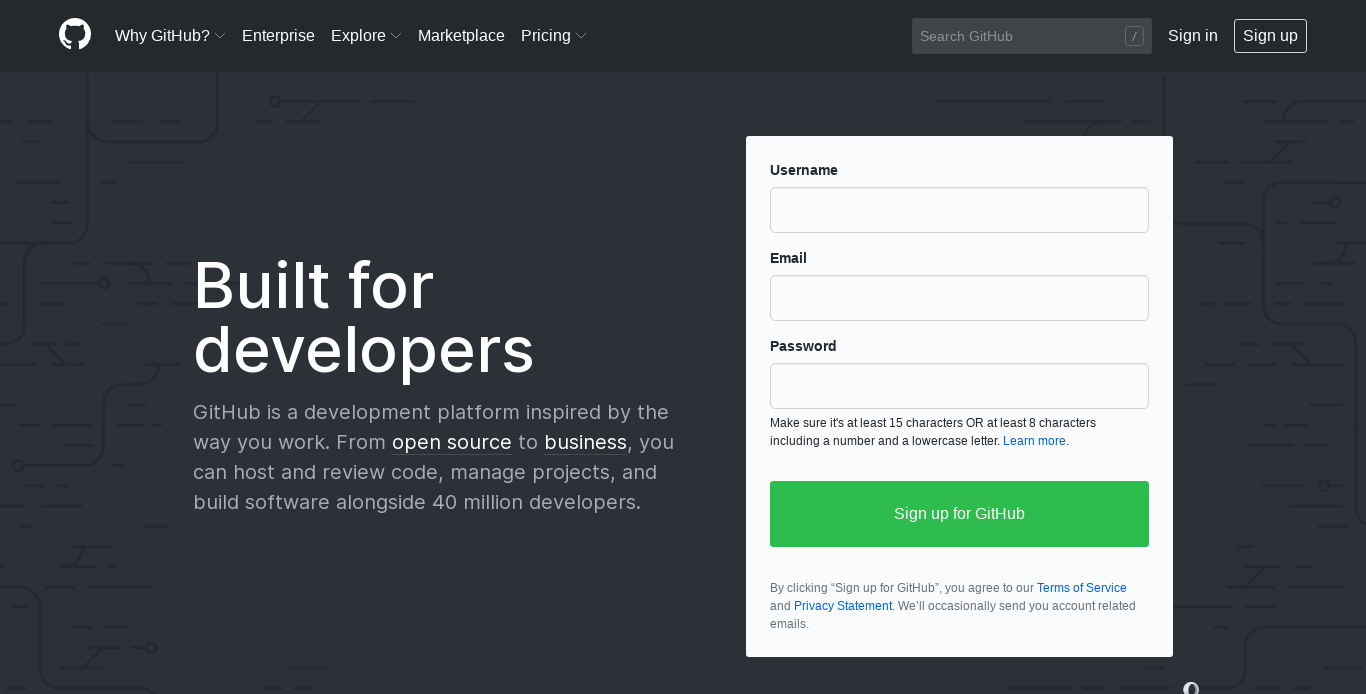 Why GitHub? Enterprise Explore Marketplace Pricing Search GitHub / Sign in Sign up
Built for
developers
GitHub is a development platform inspired by the
way you work. From open source to business, you
can host and review code, manage projects, and
build software alongside 40 million developers.
Username
Email
Password
Make sure it's at least 15 characters OR at least 8 characters
including a number and a lowercase letter. Learn more.
Sign up for GitHub
By clicking “Sign up for GitHub”, you agree to our Terms of Service
and Privacy Statement. We’ll occasionally send you account related
emails.